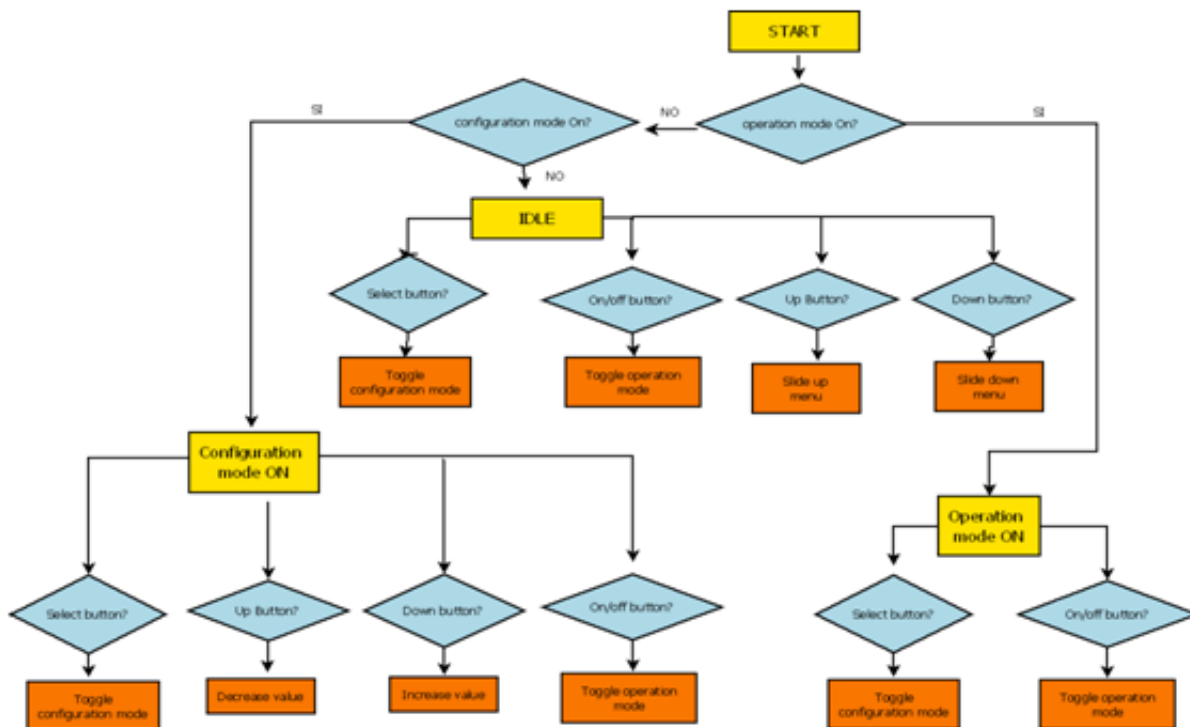 START
SI
configuration mode On?
NO
operation mode On?
SI
NO
IDLE
Select button?
On/off button?
Up Button?
Down button?
Toggle
configuration mode
Toggle operation
mode
Slide up
menu
Slide down
menu
Configuration
mode ON
Operation
mode ON
Select button?
Up Button?
Down button?
On/off button?
Select button?
On/off button?
Toggle
configuration mode
Decrease value
Increase value
Toggle operation
mode
Toggle
configuration mode
Toggle operation
mode